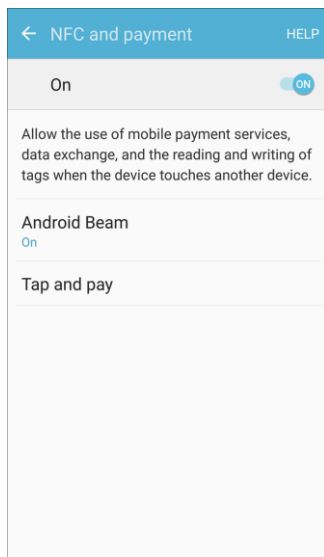 NFC and payment HELP
On ON
Allow the use of mobile payment services,
data exchange, and the reading and writing of
tags when the device touches another device.
Android Beam
On
Tap and pay